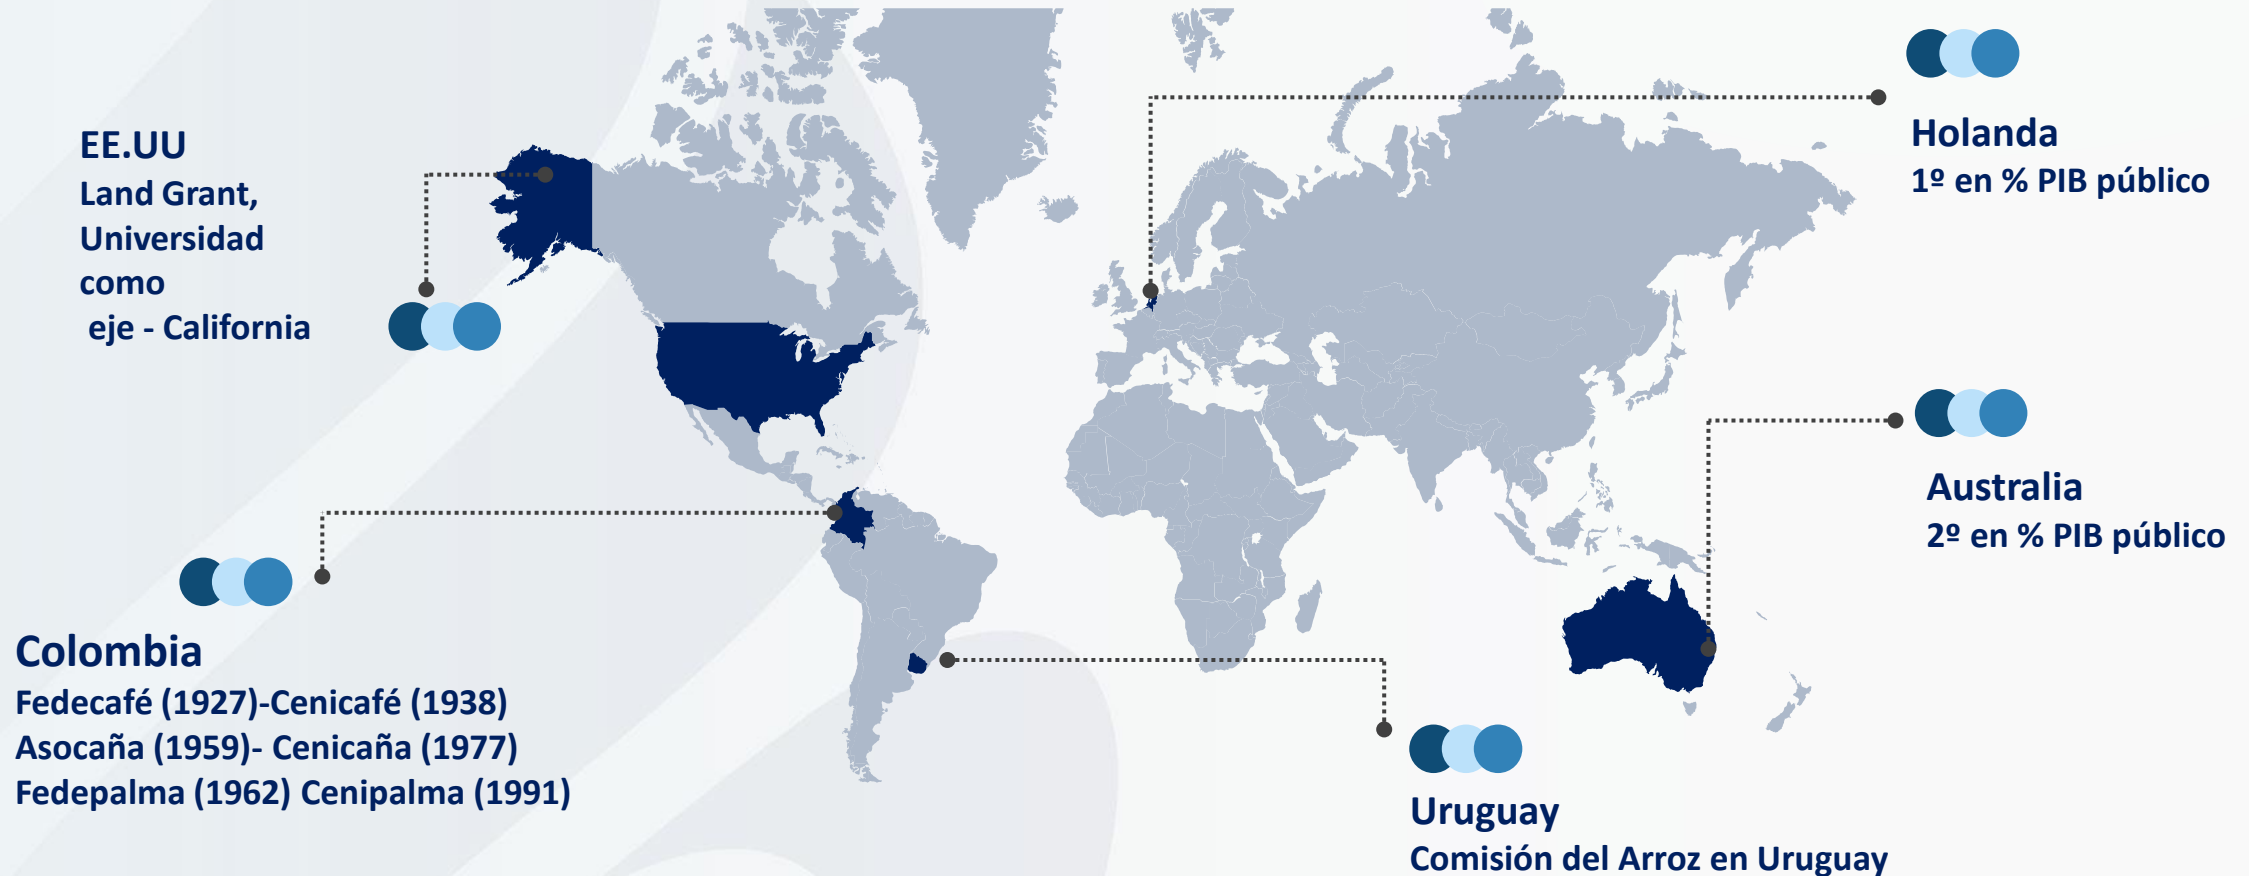 EE.UU
Land Grant,
Universidad
como
eje - California
Holanda
1º en % PIB público
Australia
2º en % PIB público
Colombia
Fedecafé (1927)-Cenicafé (1938)
Asocaña (1959)- Cenicaña (1977)
Fedepalma (1962) Cenipalma (1991)
Uruguay
Comisión del Arroz en Uruguay